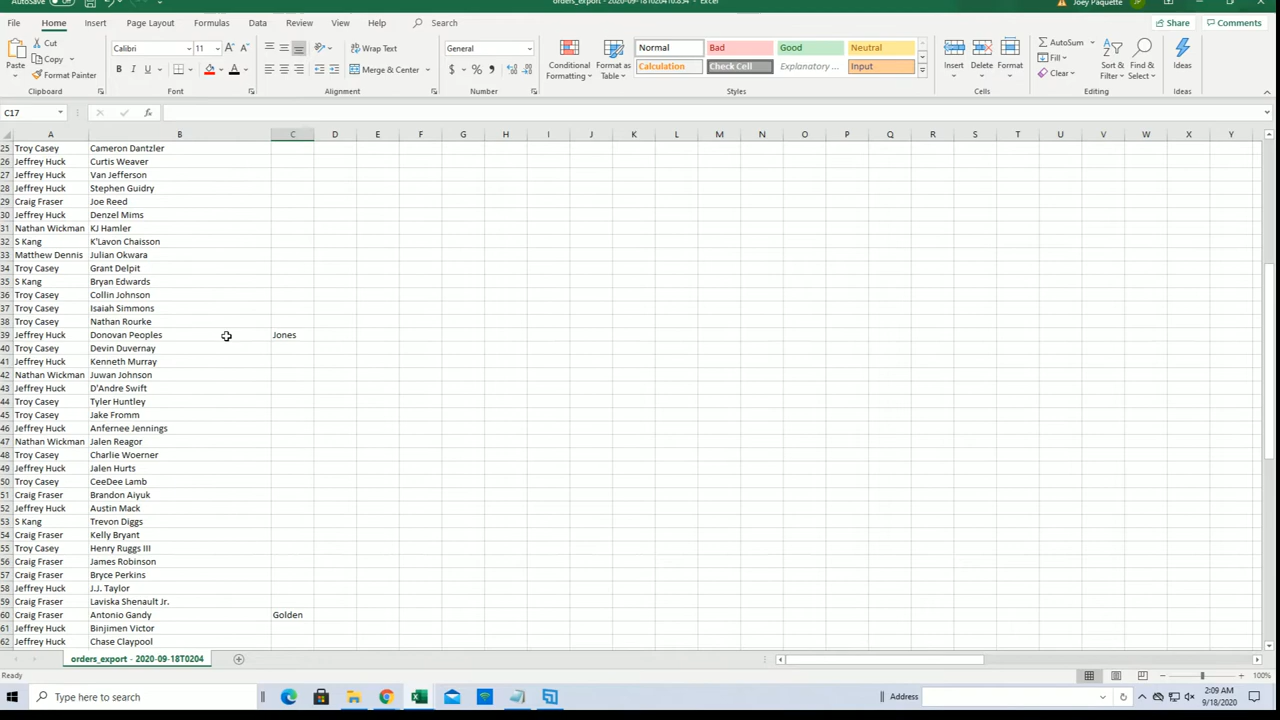 AutoSave
orders_export - 2020-09-18T020410.854 - Excel
Joey Paquette
JP
File Home Insert Page Layout Formulas Data Review View Help Search
Share Comments
Paste
Cut
Copy
Format Painter
Clipboard
Calibri 11
B I U A
Font
Wrap Text
Merge & Center
Alignment
General
$ % ,
Number
Conditional Formatting
Format as Table
Normal Bad Good Neutral
Calculation Check Cell Explanatory ... Input
Styles
Insert Delete Format
Cells
AutoSum
Fill
Clear
Sort & Filter
Find & Select
Editing
Ideas
Ideas
C17 fx
A B C D E F G H I J K L M N O P Q R S T U V W X Y
25 Troy Casey Cameron Dantzler
26 Jeffrey Huck Curtis Weaver
27 Jeffrey Huck Van Jefferson
28 Jeffrey Huck Stephen Guidry
29 Craig Fraser Joe Reed
30 Jeffrey Huck Denzel Mims
31 Nathan Wickman KJ Hamler
32 S Kang K'Lavon Chaisson
33 Matthew Dennis Julian Okwara
34 Troy Casey Grant Delpit
35 S Kang Bryan Edwards
36 Troy Casey Collin Johnson
37 Troy Casey Isaiah Simmons
38 Troy Casey Nathan Rourke
39 Jeffrey Huck Donovan Peoples Jones
40 Troy Casey Devin Duvernay
41 Jeffrey Huck Kenneth Murray
42 Nathan Wickman Juwan Johnson
43 Jeffrey Huck D'Andre Swift
44 Troy Casey Tyler Huntley
45 Troy Casey Jake Fromm
46 Jeffrey Huck Anfernee Jennings
47 Nathan Wickman Jalen Reagor
48 Troy Casey Charlie Woerner
49 Jeffrey Huck Jalen Hurts
50 Troy Casey CeeDee Lamb
51 Craig Fraser Brandon Aiyuk
52 Jeffrey Huck Austin Mack
53 S Kang Trevon Diggs
54 Craig Fraser Kelly Bryant
55 Troy Casey Henry Ruggs III
56 Craig Fraser James Robinson
57 Craig Fraser Bryce Perkins
58 Jeffrey Huck J.J. Taylor
59 Craig Fraser Laviska Shenault Jr.
60 Craig Fraser Antonio Gandy Golden
61 Jeffrey Huck Binjimen Victor
62 Jeffrey Huck Chase Claypool
orders_export - 2020-09-18T0204
Ready
100%
Type here to search
Address
2:09 AM
9/18/2020